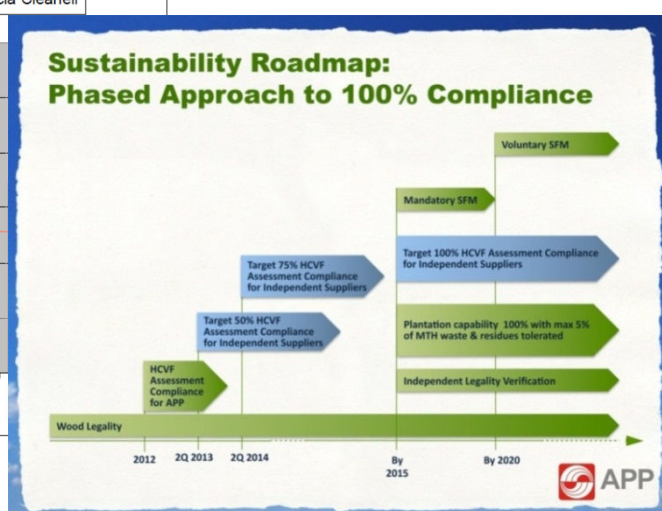 Sustainability Roadmap:
Phased Approach to 100% Compliance
Voluntary SFM
Mandatory SFM
Target 100% HCVF Assessment Compliance
for Independent Suppliers
Target 75% HCVF
Assessment Compliance
for Independent Suppliers
Target 50% HCVF
Assessment Compliance
for Independent Suppliers
Plantation capability 100% with max 5%
of MTH waste & residues tolerated
HCVF
Assessment
Compliance
for APP
Independent Legality Verification
Wood Legality
2012
2Q 2013
2Q 2014
By
2015
By 2020
APP